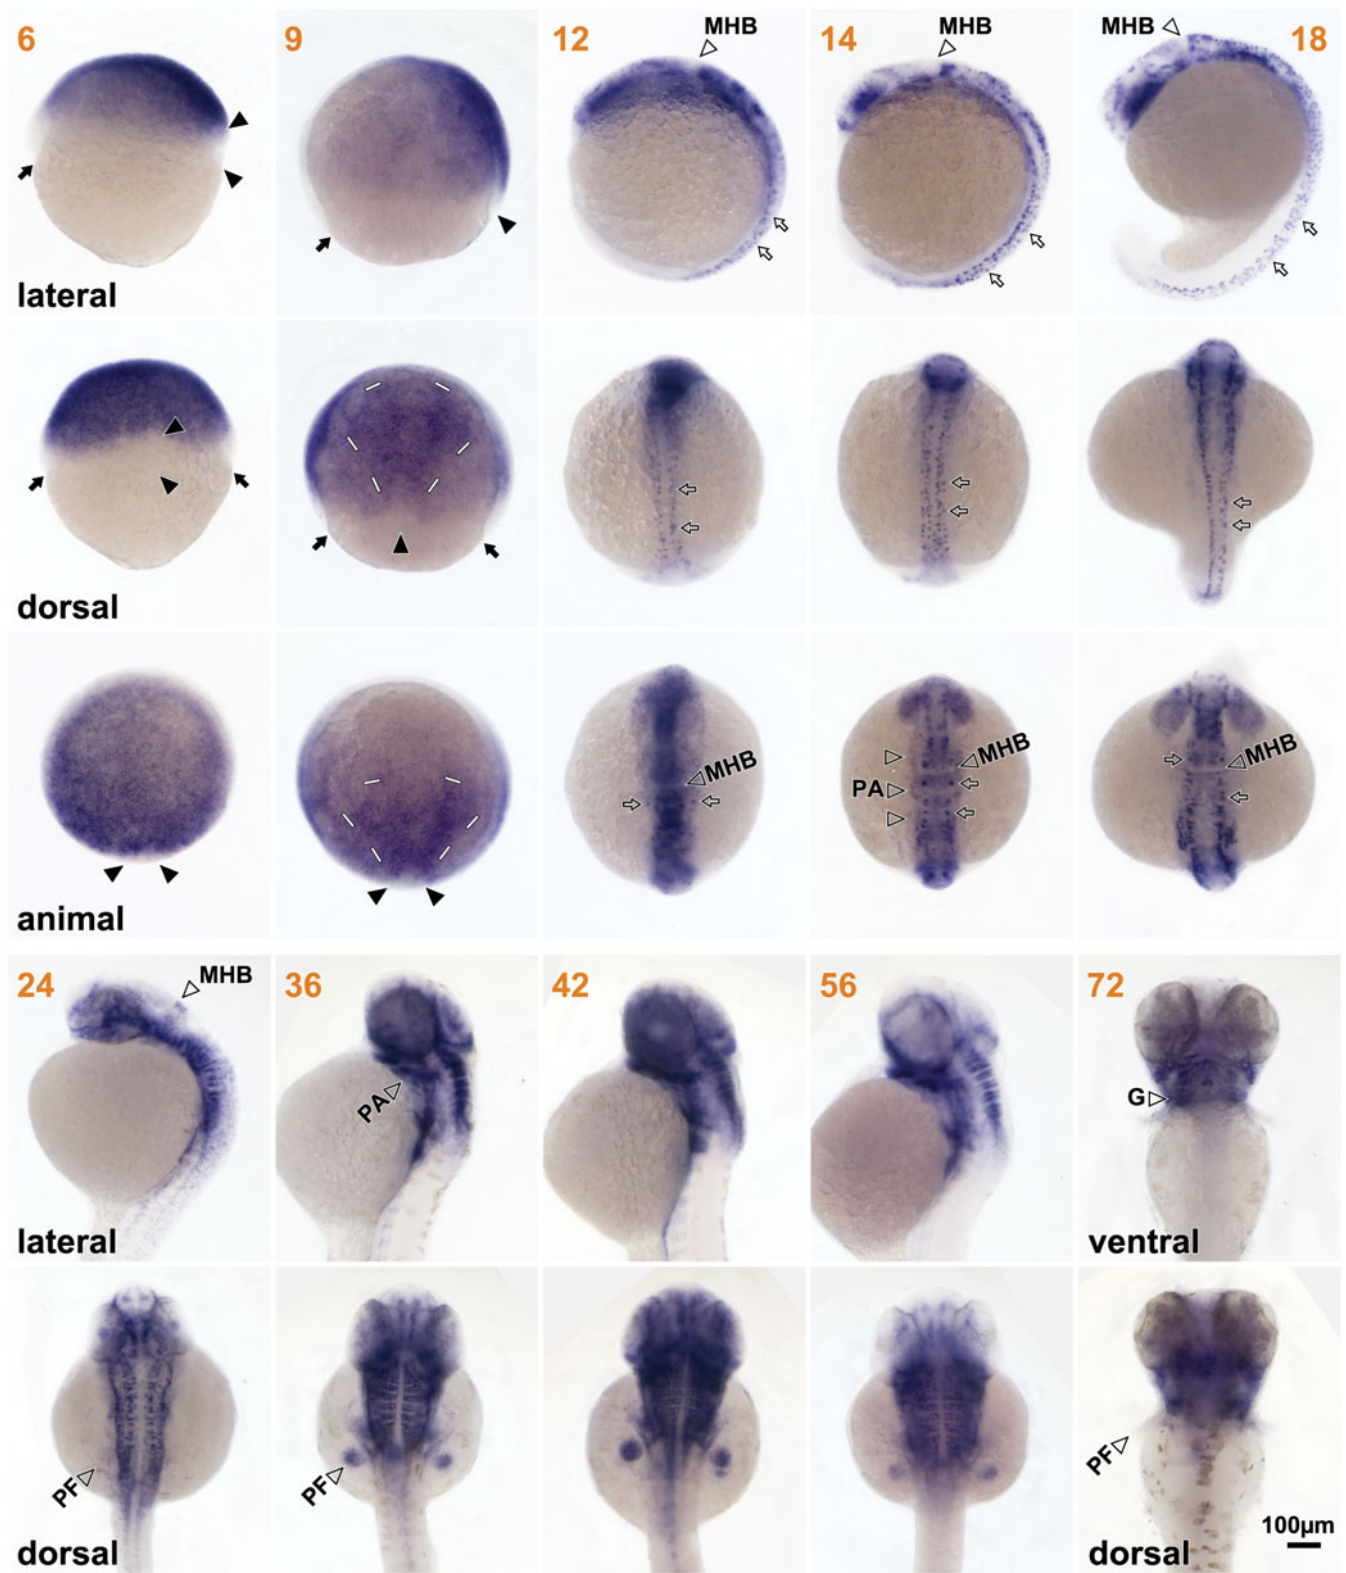 6
9
12
MHB
14
MHB
MHB
18
lateral
dorsal
MHB
PA
MHB
MHB
animal
24
MHB
36
PA
42
56
72
G
lateral
ventral
PF
PF
PF
100µm
dorsal
dorsal